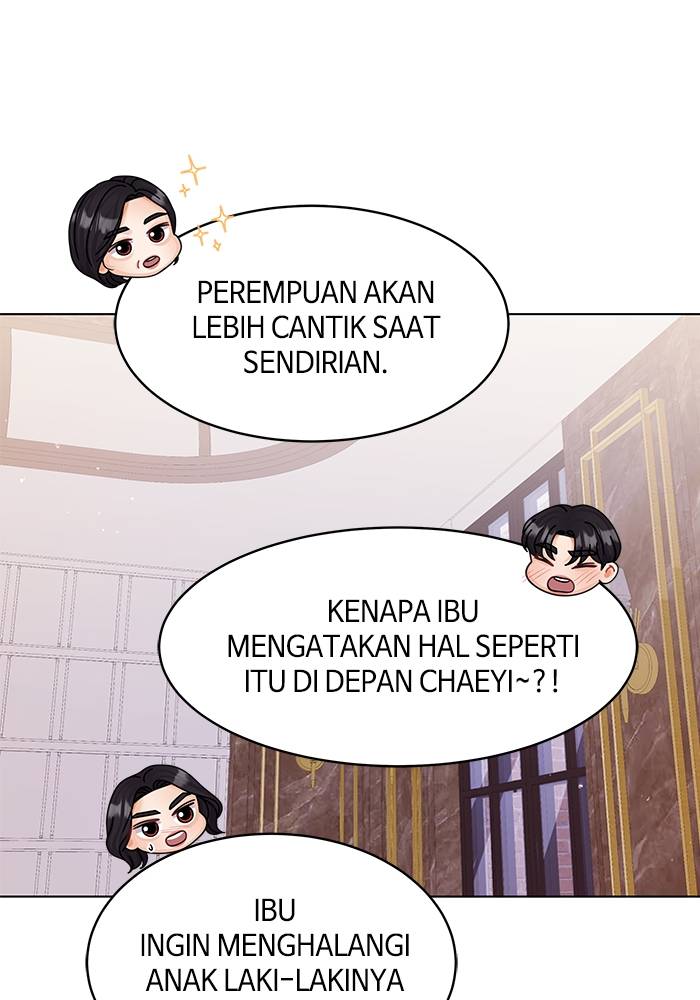 PEREMPUAN AKAN
LEBIH CANTIK SAAT
SENDIRIAN.
KENAPA IBU
MENGATAKAN HAL SEPERTI
ITU DI DEPAN CHAEYI~?!
IBU
INGIN MENGHALANGI
ANAK LAKI-LAKINYA